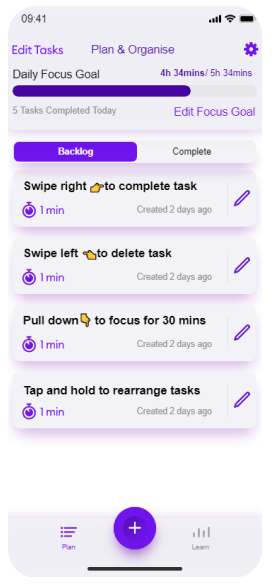 09:41
Edit Tasks Plan & Organise
Daily Focus Goal 4h 34mins/ 5h 34mins
5 Tasks Completed Today Edit Focus Goal
Backlog Complete
Swipe right 👉to complete task
1 min Created 2 days ago
Swipe left 👈to delete task
1 min Created 2 days ago
Pull down👇 to focus for 30 mins
1 min Created 2 days ago
Tap and hold to rearrange tasks
1 min Created 2 days ago
Plan Learn